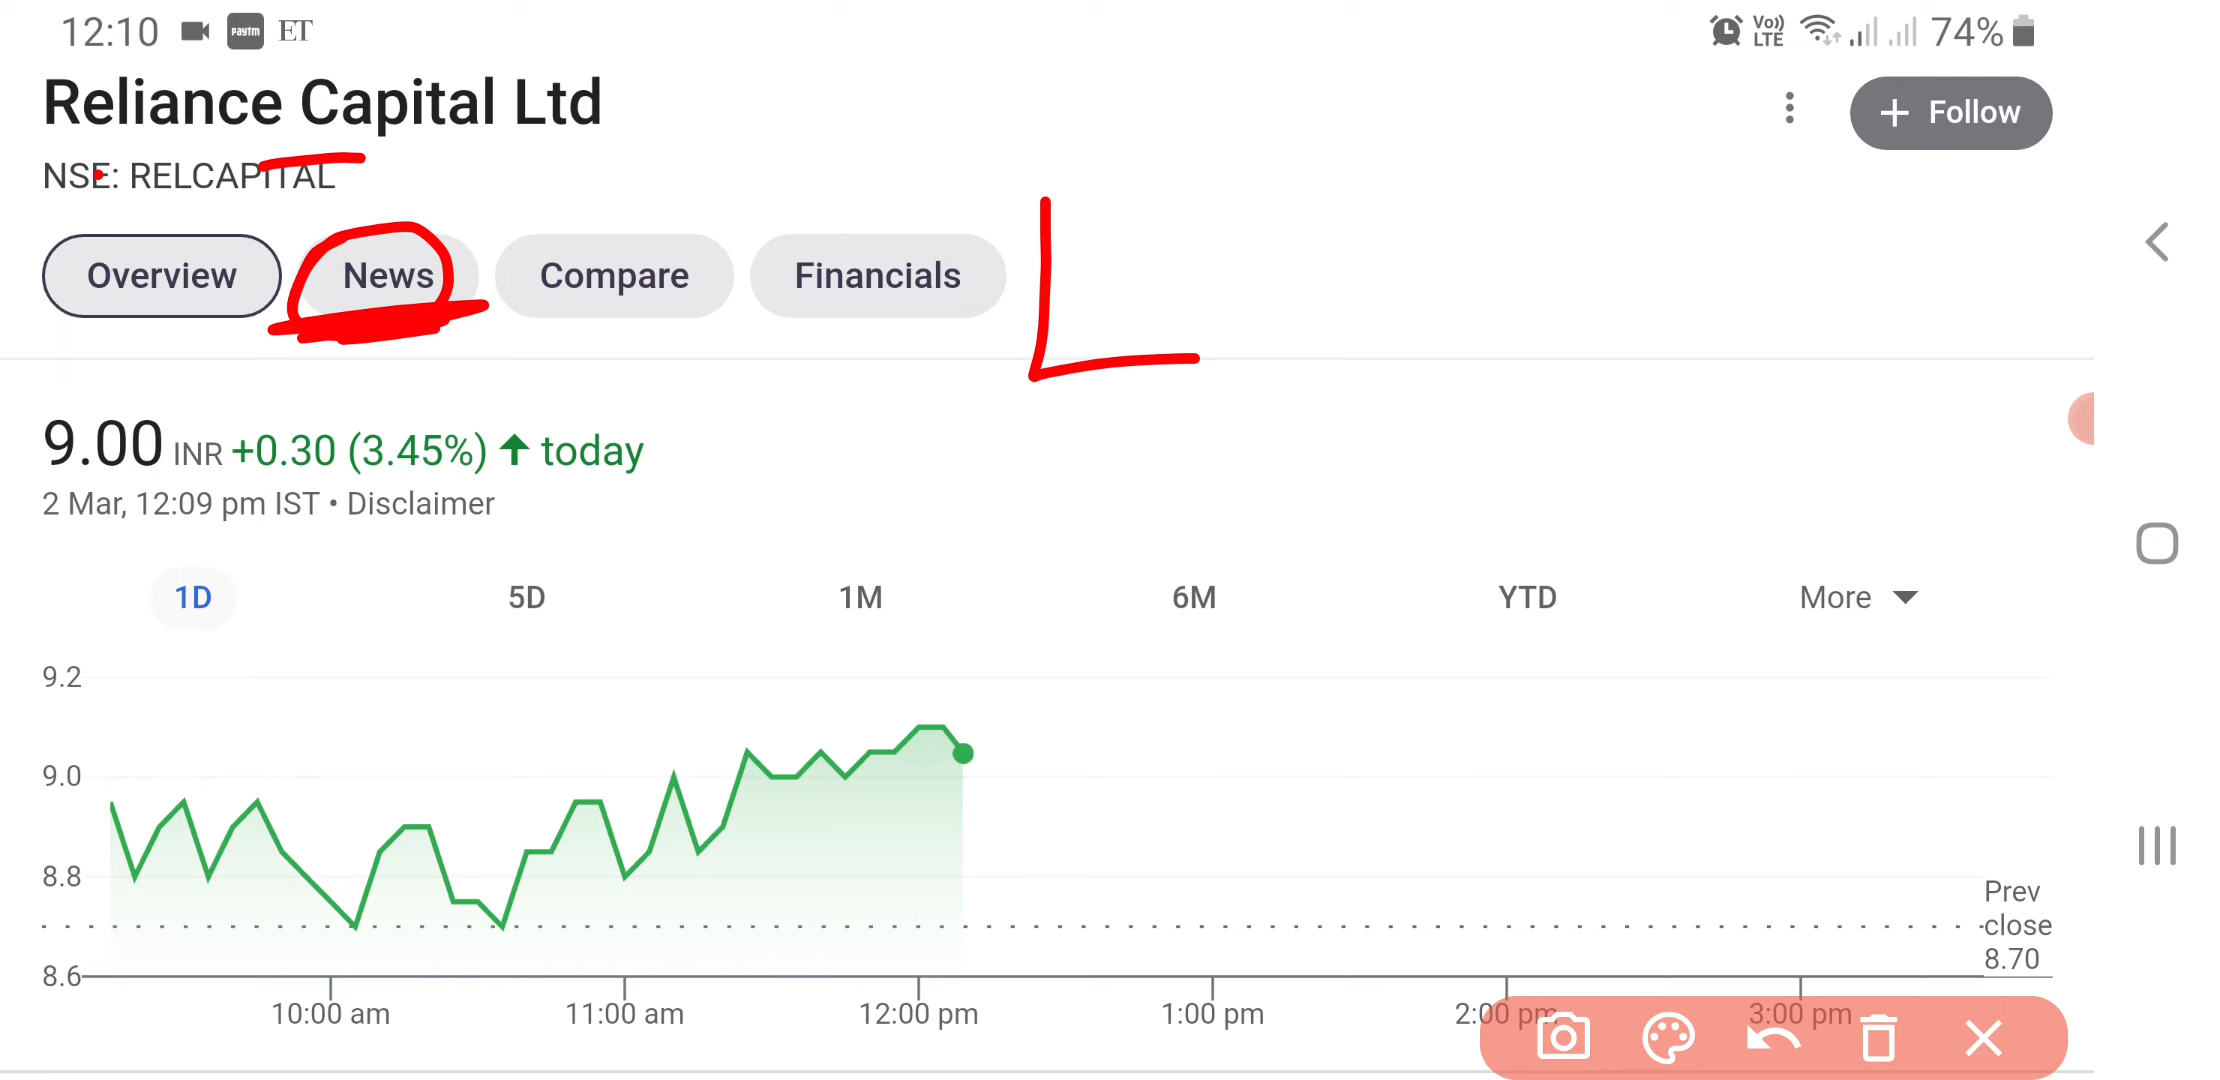 12:10 paytm ET Vo)) LTE 74%
Reliance Capital Ltd
+ Follow
NSE: RELCAPITAL
Overview News Compare Financials
L
9.00 INR +0.30 (3.45%) ↑ today
2 Mar, 12:09 pm IST • Disclaimer
1D 5D 1M 6M YTD More
9.2
9.0
8.8
Prev
close
8.70
8.6
10:00 am 11:00 am 12:00 pm 1:00 pm 2:00 pm 3:00 pm